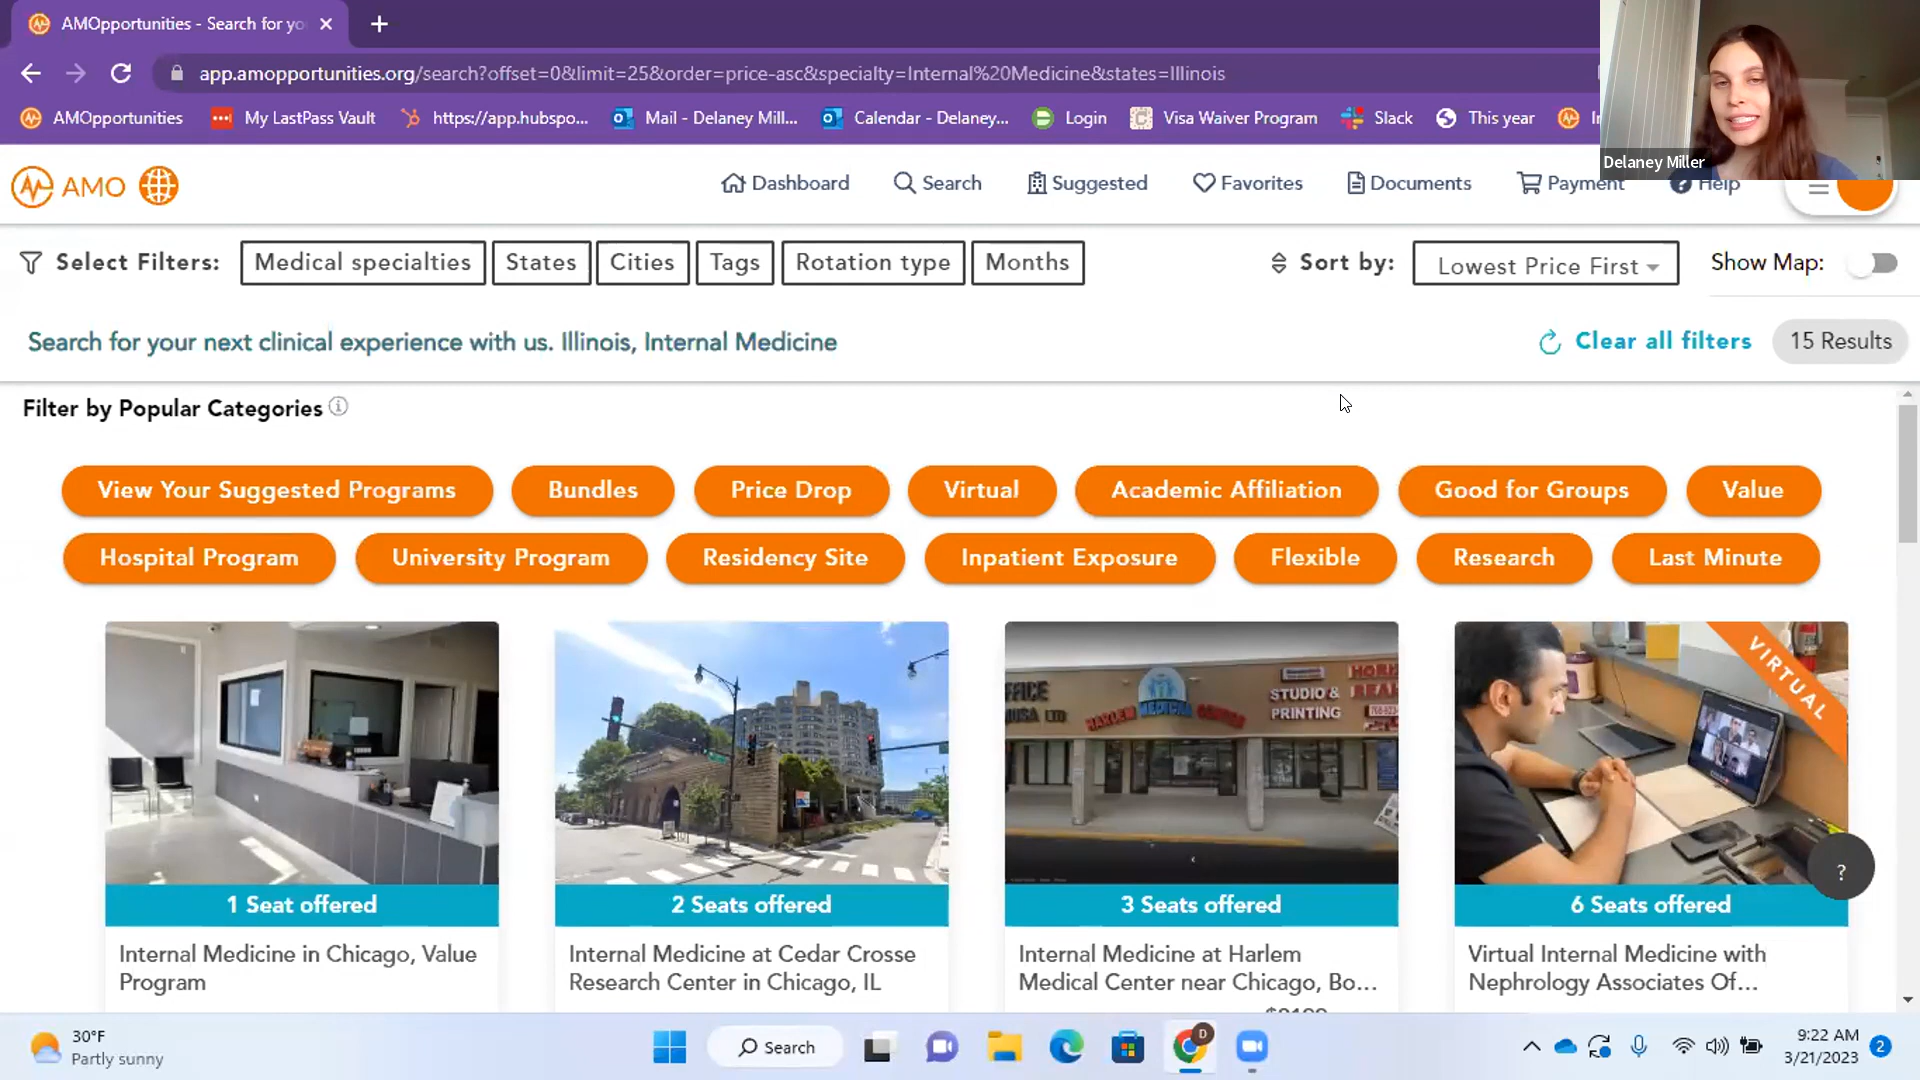 AMOpportunities - Search for yo
app.amopportunities.org/search?offset=0&limit=25&order=price-asc&specialty=Internal%20Medicine&states=Illinois
AMOpportunities My LastPass Vault https://app.hubspo... Mail - Delaney Mill... Calendar - Delaney... Login Visa Waiver Program Slack This year
Delaney Miller
AMO Dashboard Search Suggested Favorites Documents Payment Help
Select Filters: Medical specialties States Cities Tags Rotation type Months Sort by: Lowest Price First Show Map:
Search for your next clinical experience with us. Illinois, Internal Medicine Clear all filters 15 Results
Filter by Popular Categories
View Your Suggested Programs Bundles Price Drop Virtual Academic Affiliation Good for Groups Value
Hospital Program University Program Residency Site Inpatient Exposure Flexible Research Last Minute
HARLEM MEDICAL CENTER
STUDIO &
PRINTING
VIRTUAL
?
1 Seat offered 2 Seats offered 3 Seats offered 6 Seats offered
Internal Medicine in Chicago, Value Program
Internal Medicine at Cedar Crosse Research Center in Chicago, IL
Internal Medicine at Harlem Medical Center near Chicago, Bo...
Virtual Internal Medicine with Nephrology Associates Of...
30°F
Partly sunny
Search
D
9:22 AM
3/21/2023
2